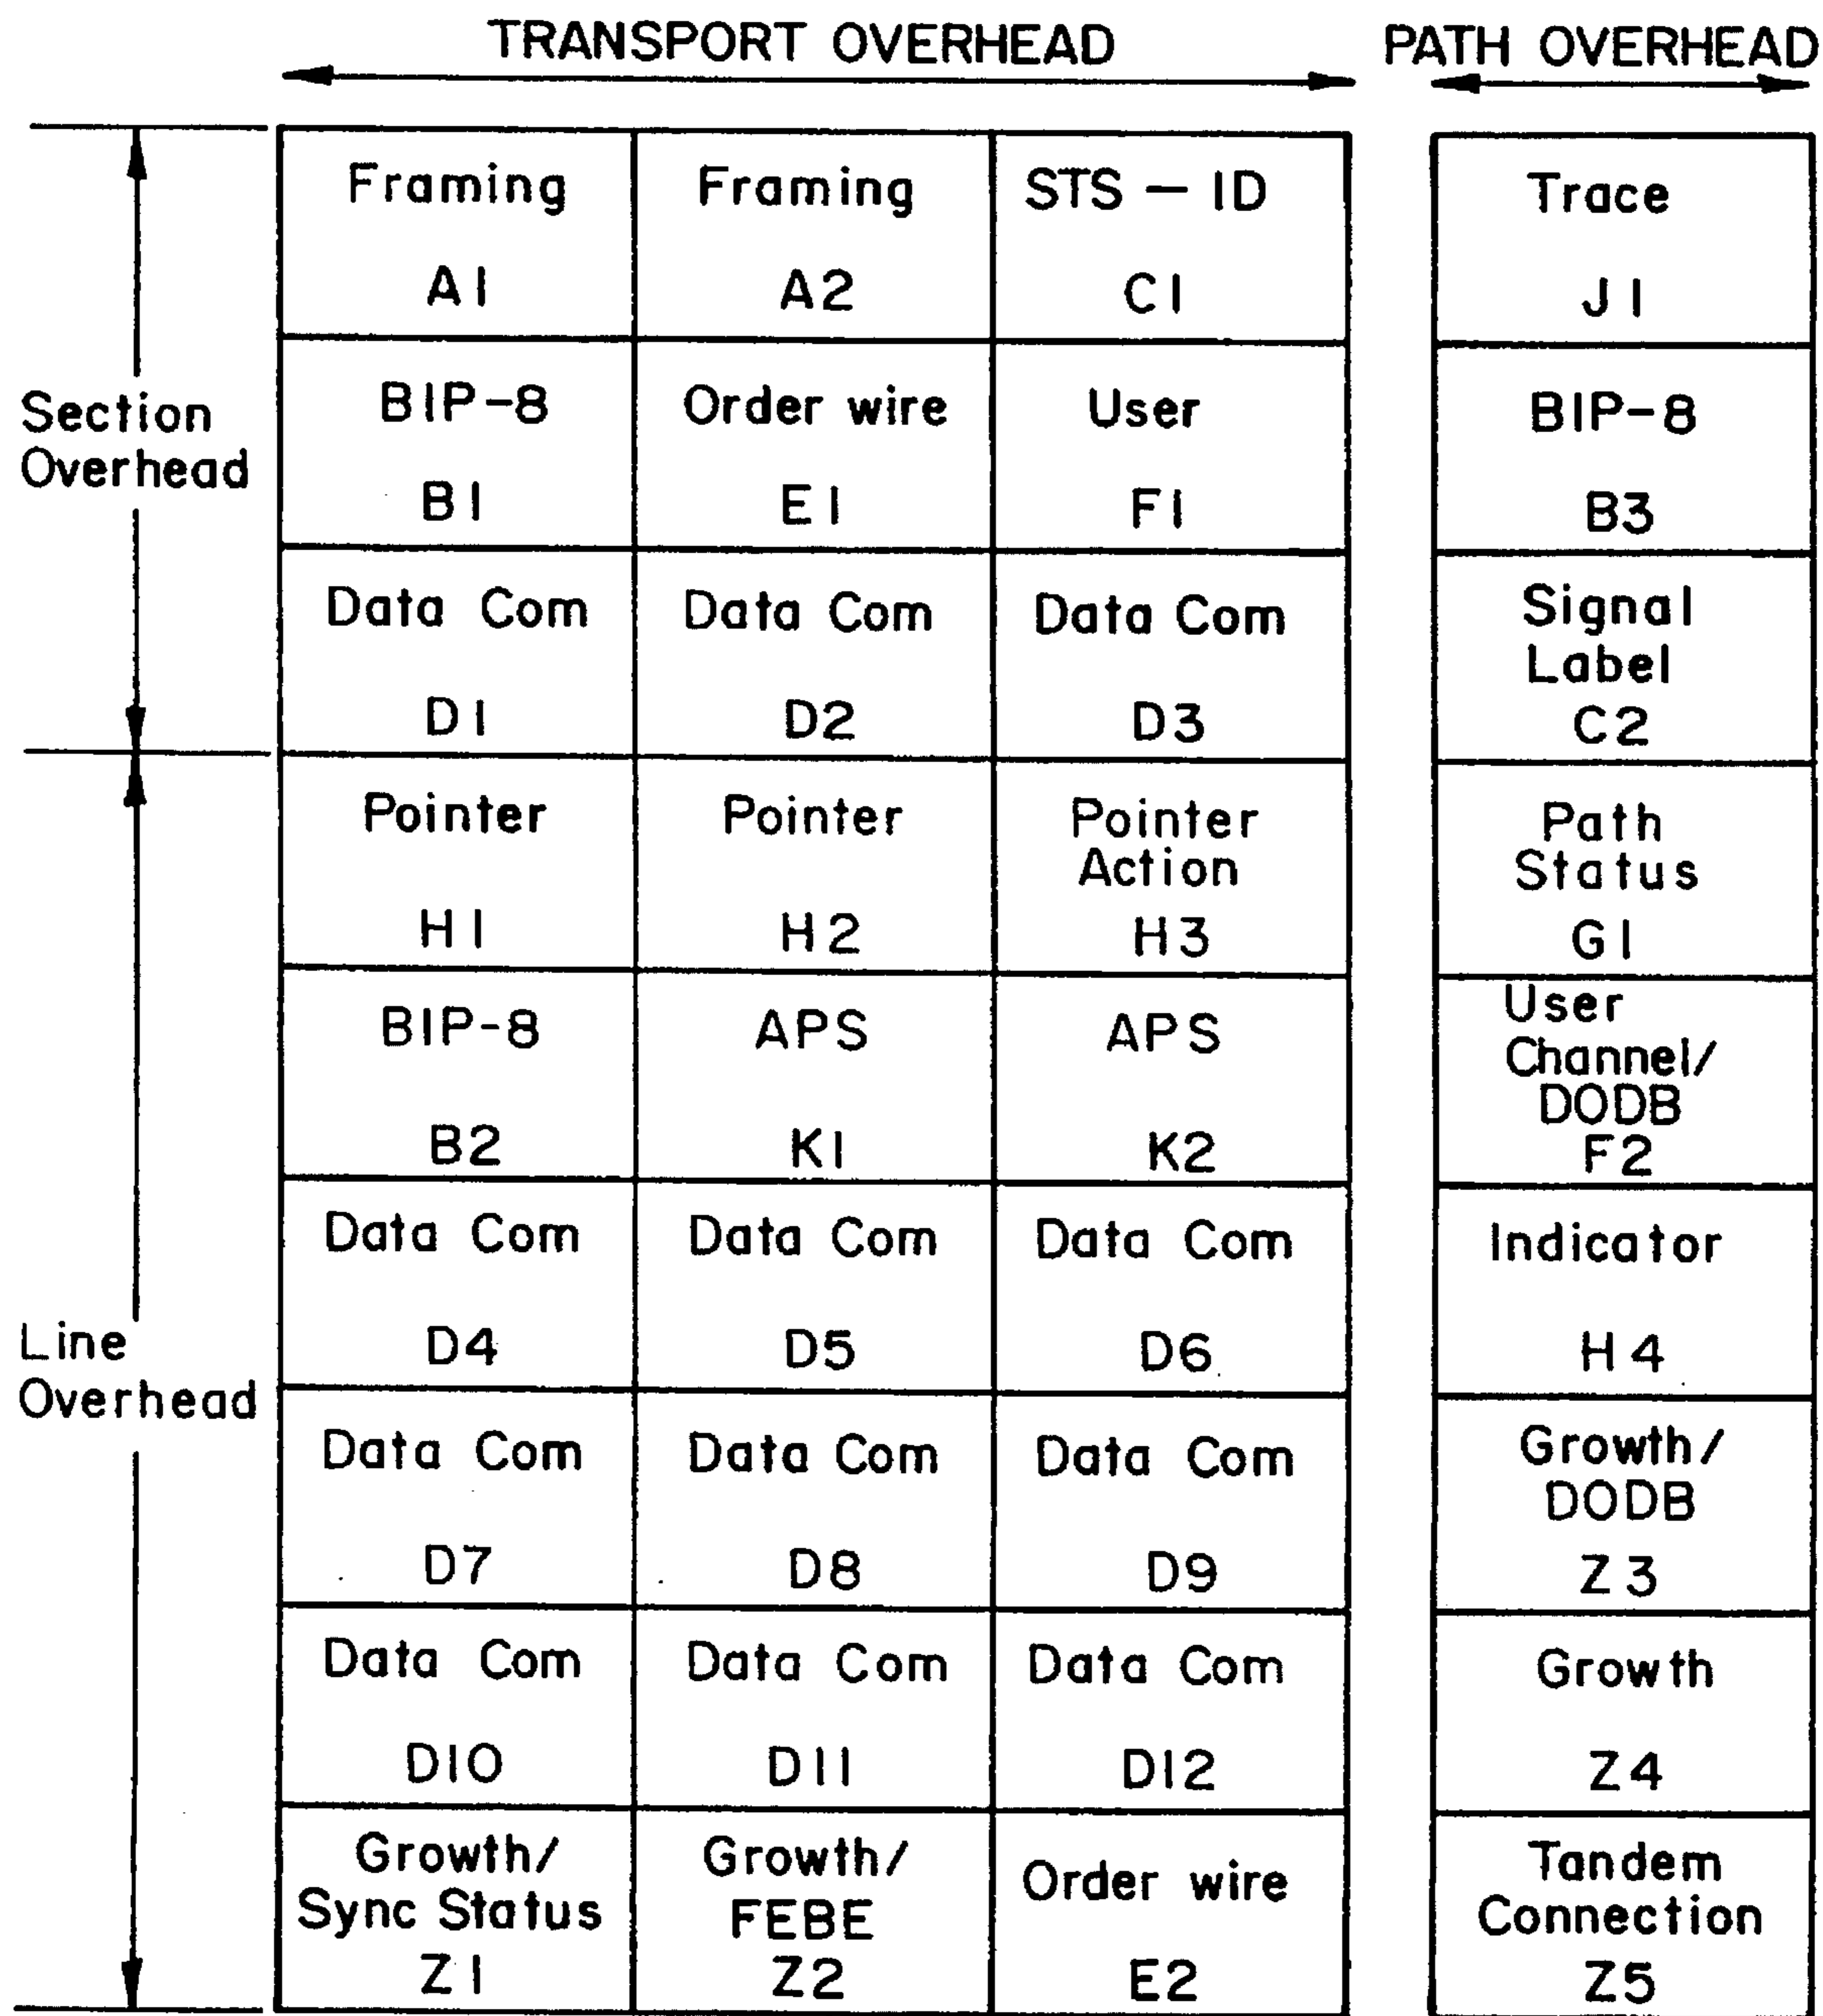 TRANSPORT OVERHEAD
PATH OVERHEAD
Section
Overhead
Line
Overhead
Framing
A1
Framing
A2
STS – ID
C1
Trace
J1
BIP-8
B1
Order wire
E1
User
F1
BIP-8
B3
Data Com
D1
Data Com
D2
Data Com
D3
Signal
Label
C2
Pointer
H1
Pointer
H2
Pointer
Action
H3
Path
Status
G1
BIP-8
B2
APS
K1
APS
K2
User
Channel/
DODB
F2
Data Com
D4
Data Com
D5
Data Com
D6
Indicator
H4
Data Com
D7
Data Com
D8
Data Com
D9
Growth/
DODB
Z3
Data Com
D10
Data Com
D11
Data Com
D12
Growth
Z4
Growth/
Sync Status
Z1
Growth/
FEBE
Z2
Order wire
E2
Tandem
Connection
Z5